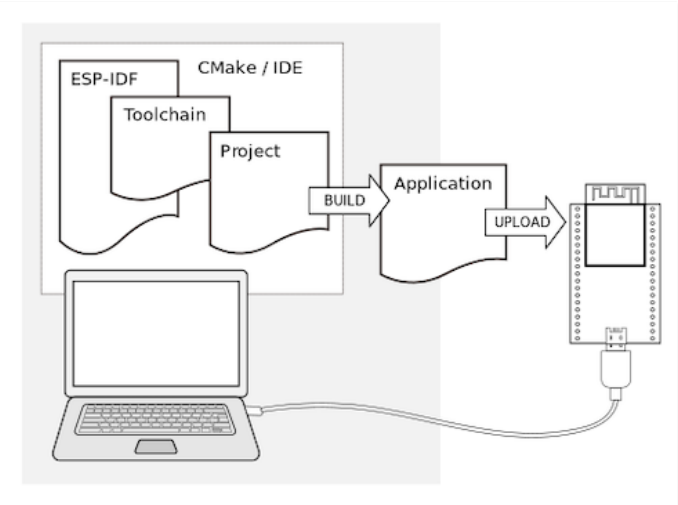 ESP-IDF
CMake / IDE
Toolchain
Project
BUILD
Application
UPLOAD